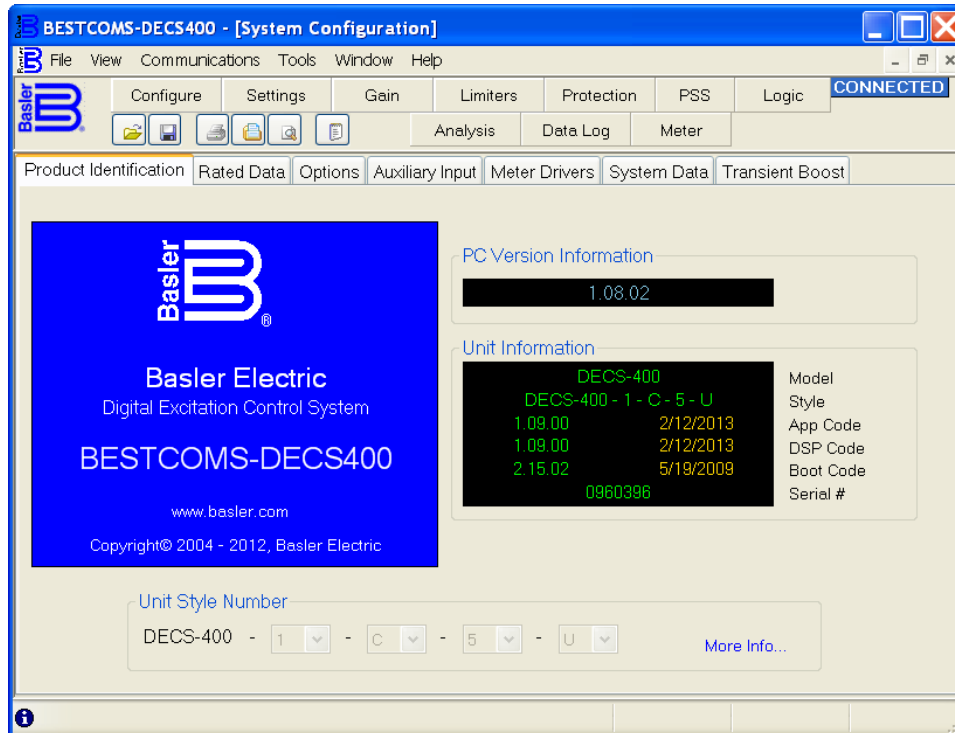 BESTCOMS-DECS400 - [System Configuration]
File View Communications Tools Window Help
Basler
Configure Settings Gain Limiters Protection PSS Logic CONNECTED
Analysis Data Log Meter
Product Identification Rated Data Options Auxiliary Input Meter Drivers System Data Transient Boost
Basler
®
Basler Electric
Digital Excitation Control System
BESTCOMS-DECS400
www.basler.com
Copyright© 2004 - 2012, Basler Electric
PC Version Information
1.08.02
Unit Information
DECS-400 Model
DECS-400 - 1 - C - 5 - U Style
1.09.00 2/12/2013 App Code
1.09.00 2/12/2013 DSP Code
2.15.02 5/19/2009 Boot Code
0960396 Serial #
Unit Style Number
DECS-400 - 1 - C - 5 - U
More Info...